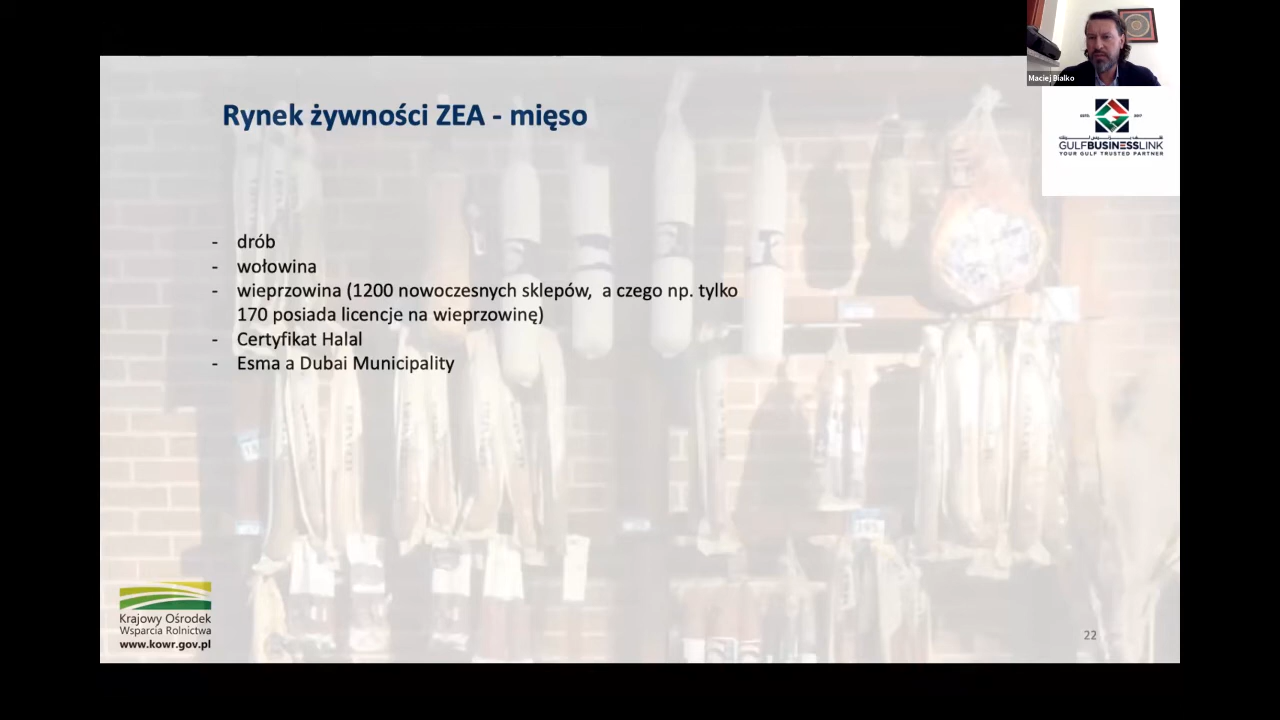 Maciej Bialko
GULFBUSINESSLINK
YOUR GULF TRUSTED PARTNER
Rynek żywności ZEA - mięso
- drób
- wołowina
- wieprzowina (1200 nowoczesnych sklepów, a czego np. tylko
170 posiada licencje na wieprzowinę)
- Certyfikat Halal
- Esma a Dubai Municipality
Krajowy Ośrodek
Wsparcia Rolnictwa
www.kowr.gov.pl
22